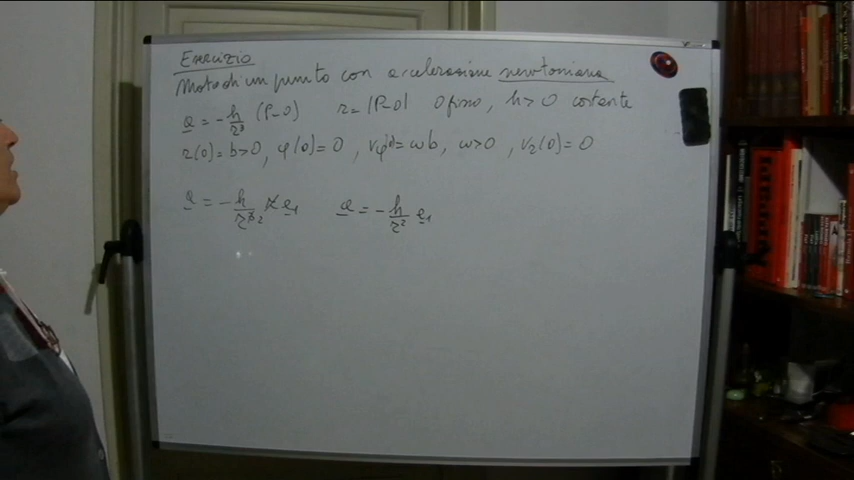 Esercizio
Moto di un punto con accelerazione newtoniana
a = - h/r³ (P-O) r = |P-O| O fisso, h > 0 costante
r(0) = b > 0, φ(0) = 0, vφ(0) = ωb, ω > 0, vr(0) = 0
a = - h/r³² r e₁ a = - h/r² e₁